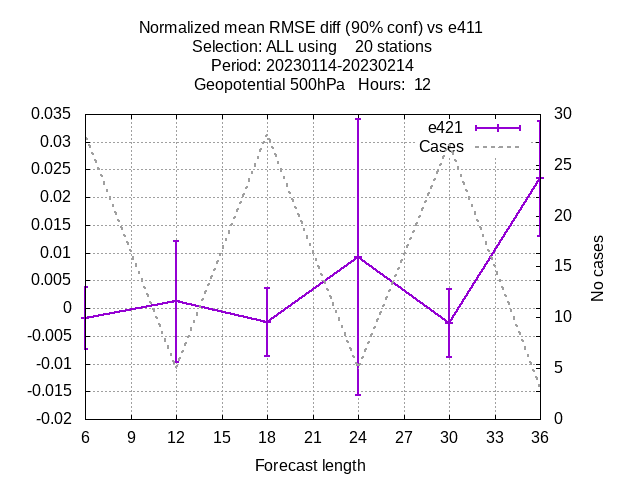 Normalized mean RMSE diff (90% conf) vs e411
Selection: ALL using    20 stations
Period: 20230114-20230214
Geopotential 500hPa   Hours:  12
e421
Cases
0.035
0.03
0.025
0.02
0.015
0.01
0.005
0
-0.005
-0.01
-0.015
-0.02
30
25
20
15
10
5
0
No cases
6 9 12 15 18 21 24 27 30 33 36
Forecast length